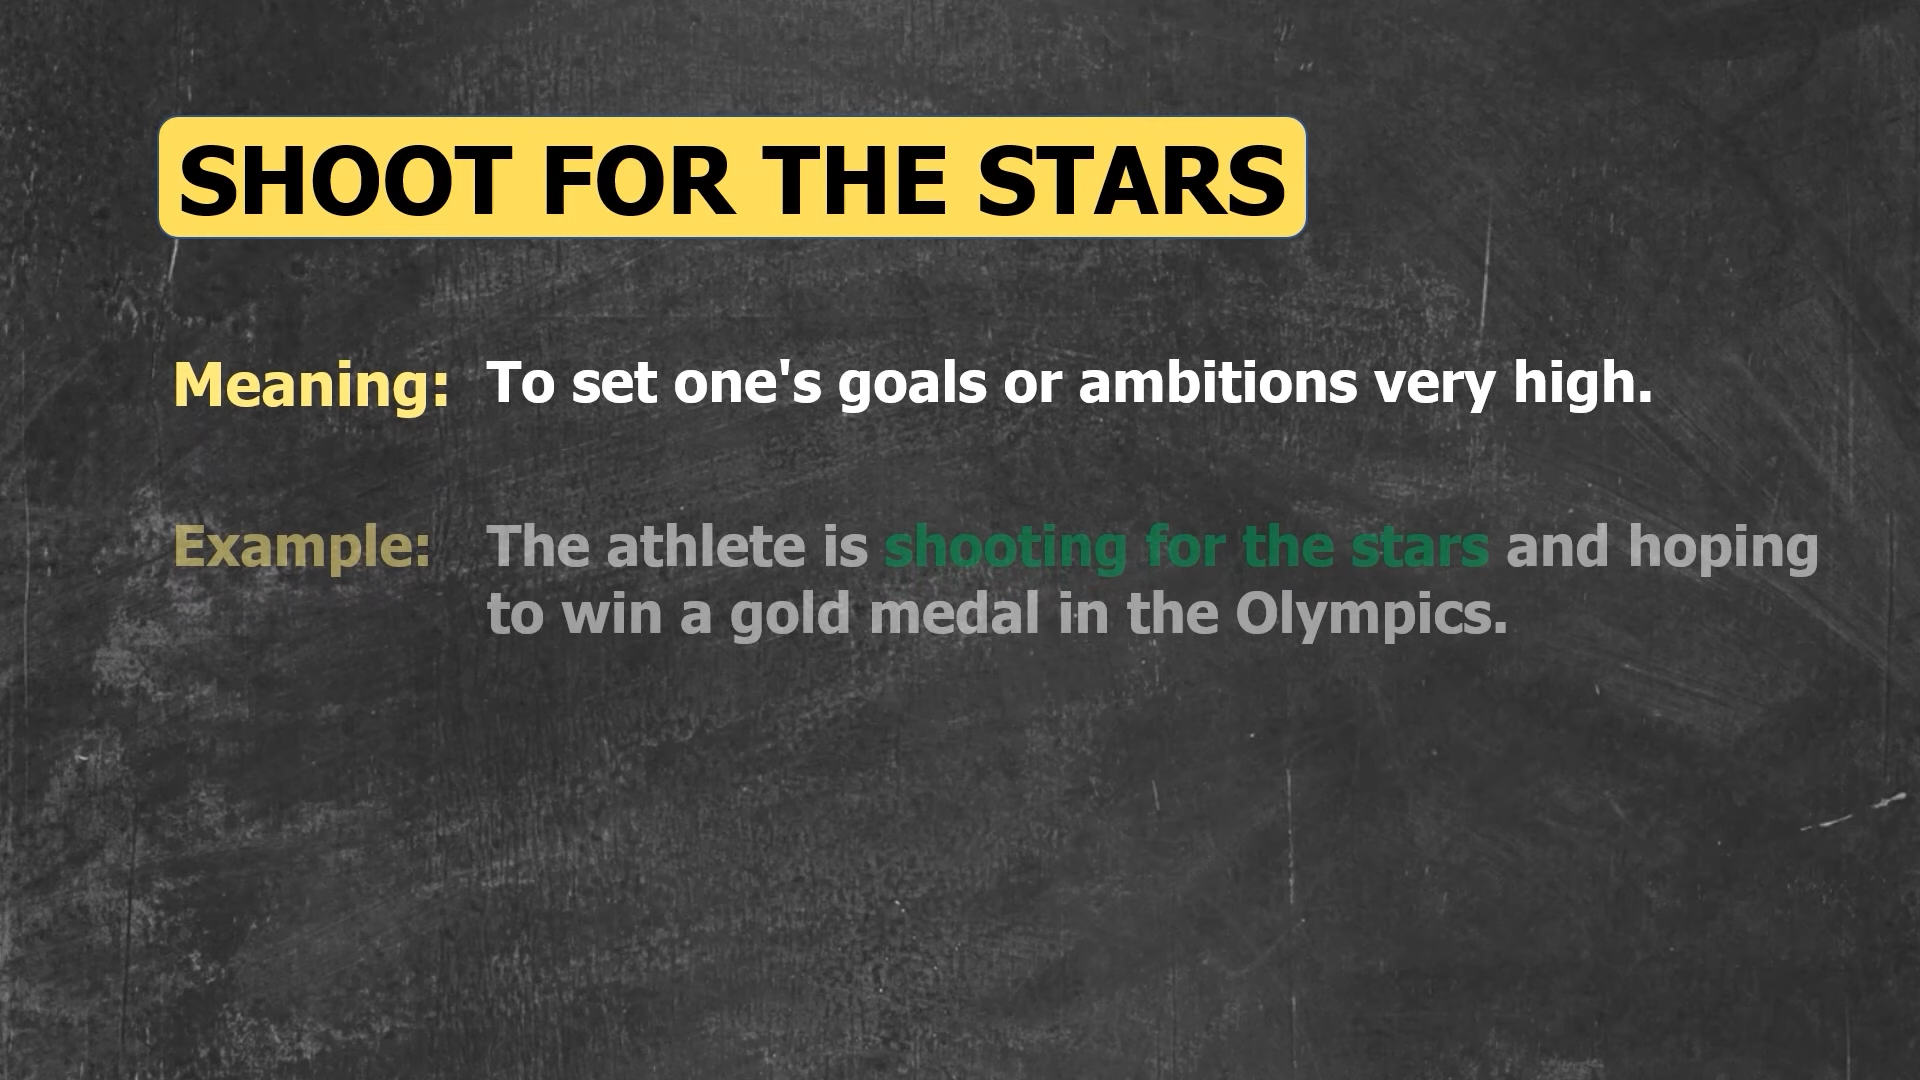 SHOOT FOR THE STARS
Meaning: To set one's goals or ambitions very high.
Example: The athlete is shooting for the stars and hoping
to win a gold medal in the Olympics.